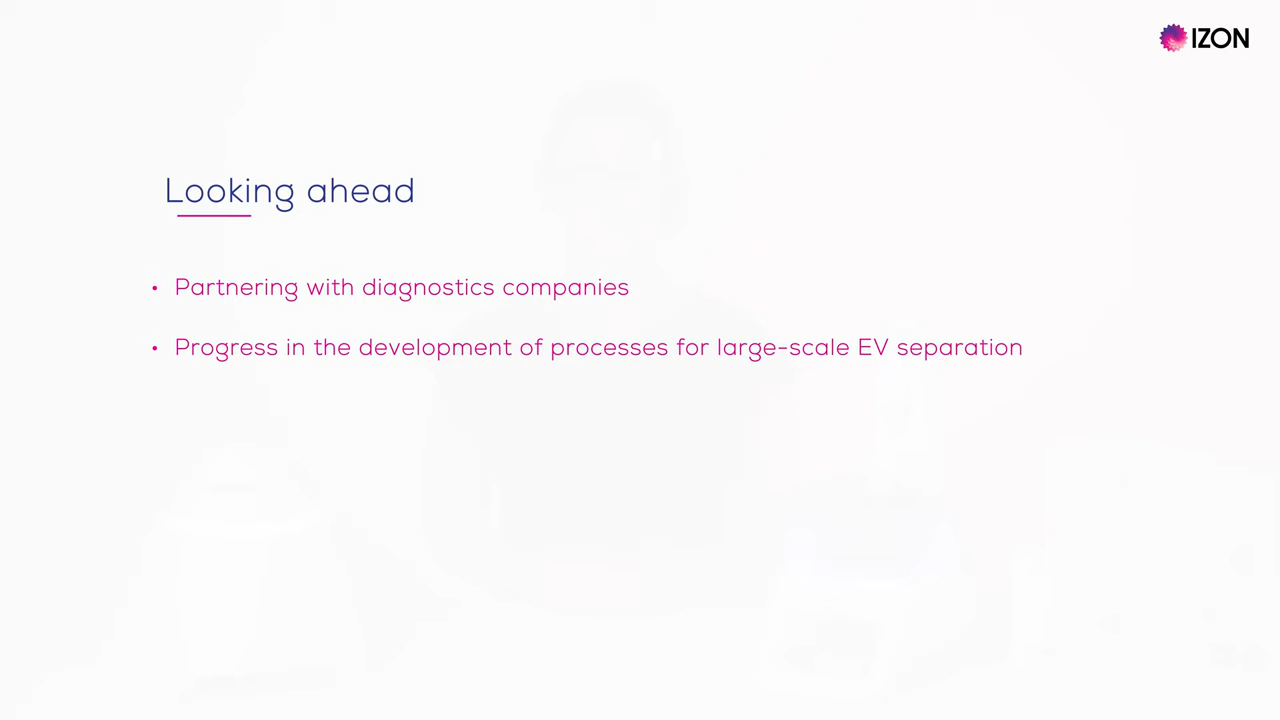 IZON
Looking ahead
• Partnering with diagnostics companies
• Progress in the development of processes for large-scale EV separation